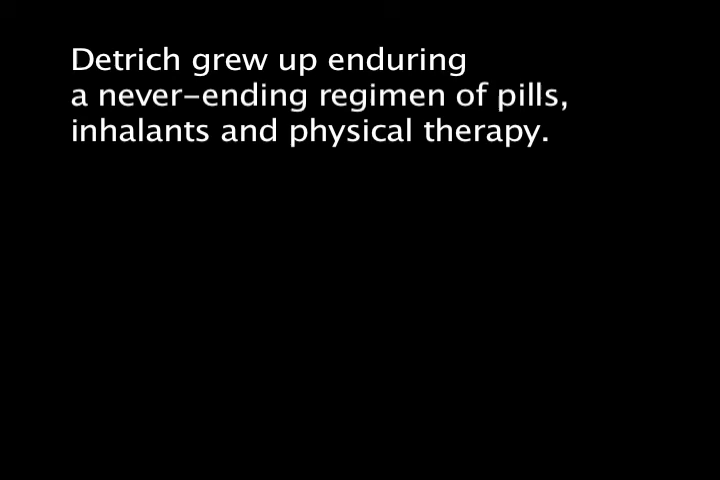 Detrich grew up enduring
a never-ending regimen of pills,
inhalants and physical therapy.